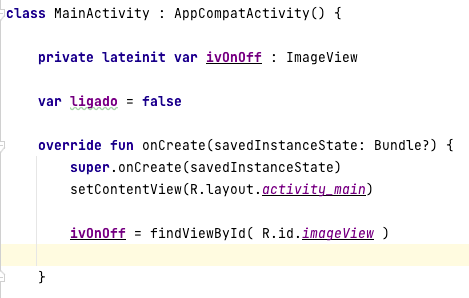 class MainActivity : AppCompatActivity() {
private lateinit var ivOnOff : ImageView
var ligado = false
override fun onCreate(savedInstanceState: Bundle?) {
super.onCreate(savedInstanceState)
setContentView(R.layout.activity_main)
ivOnOff = findViewById( R.id.imageView )
}